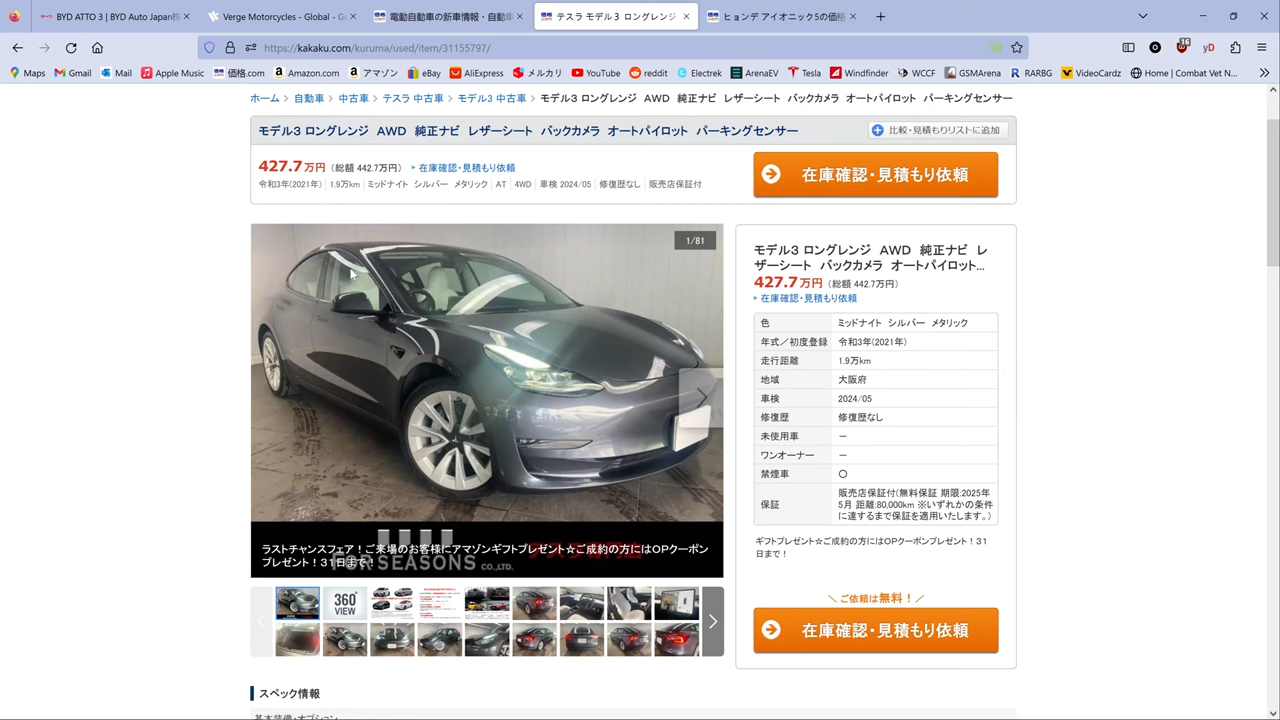 BYD ATTO 3 | BYD Auto Japan株
Verge Motorcycles - Global - Go
電動自動車の新車情報・自動車
テスラ モデル３ ロングレンジ
ヒョンデ アイオニック5の価格
https://kakaku.com/kuruma/used/item/31155797/
16
yD
Maps
Gmail
Mail
Apple Music
価格.com
Amazon.com
アマゾン
eBay
AliExpress
メルカリ
YouTube
reddit
Electrek
ArenaEV
Tesla
Windfinder
WCCF
GSMArena
RARBG
VideoCardz
Home | Combat Vet N...
ホーム > 自動車 > 中古車 > テスラ 中古車 > モデル3 中古車 > モデル３ ロングレンジ　ＡＷＤ　純正ナビ　レザーシート　バックカメラ　オートパイロット　パーキングセンサー
モデル３ ロングレンジ　ＡＷＤ　純正ナビ　レザーシート　バックカメラ　オートパイロット　パーキングセンサー
比較・見積もりリストに追加
427.7万円（総額 442.7万円）
在庫確認・見積もり依頼
令和3年(2021年) | 1.9万km | ミッドナイト　シルバー　メタリック | AT | 4WD | 車検 2024/05 | 修復歴なし | 販売店保証付
在庫確認・見積もり依頼
1/81
モデル３ ロングレンジ　ＡＷＤ　純正ナビ　レ
ザーシート　バックカメラ　オートパイロット...
427.7万円（総額 442.7万円）
在庫確認・見積もり依頼
色 ミッドナイト　シルバー　メタリック
年式／初度登録 令和3年(2021年)
走行距離 1.9万km
地域 大阪府
車検 2024/05
修復歴 修復歴なし
未使用車 －
ワンオーナー －
禁煙車 〇
保証 販売店保証付(無料保証 期限:2025年
5月 距離:80,000km ※いずれかの条件
に達するまで保証を適用いたします。)
ギフトプレゼント☆ご成約の方にはＯＰクーポンプレゼント！３１
日まで！
ラストチャンスフェア！ご来場のお客様にアマゾンギフトプレゼント☆ご成約の方にはＯＰクーポン
プレゼント！３１日まで！
SEASONS CO.,LTD.
360°
VIEW
＼ご依頼は無料！／
在庫確認・見積もり依頼
スペック情報
基本装備・オプション